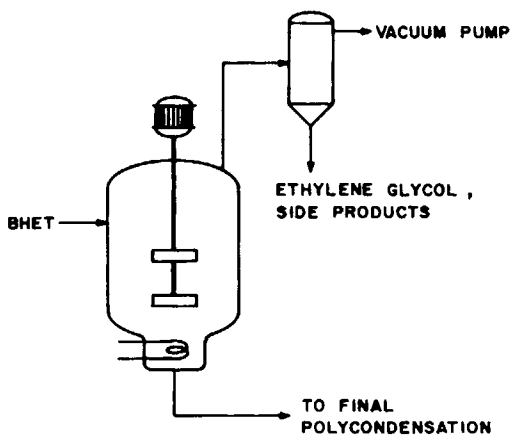 VACUUM PUMP
ETHYLENE GLYCOL,
SIDE PRODUCTS
BHET
TO FINAL
POLYCONDENSATION